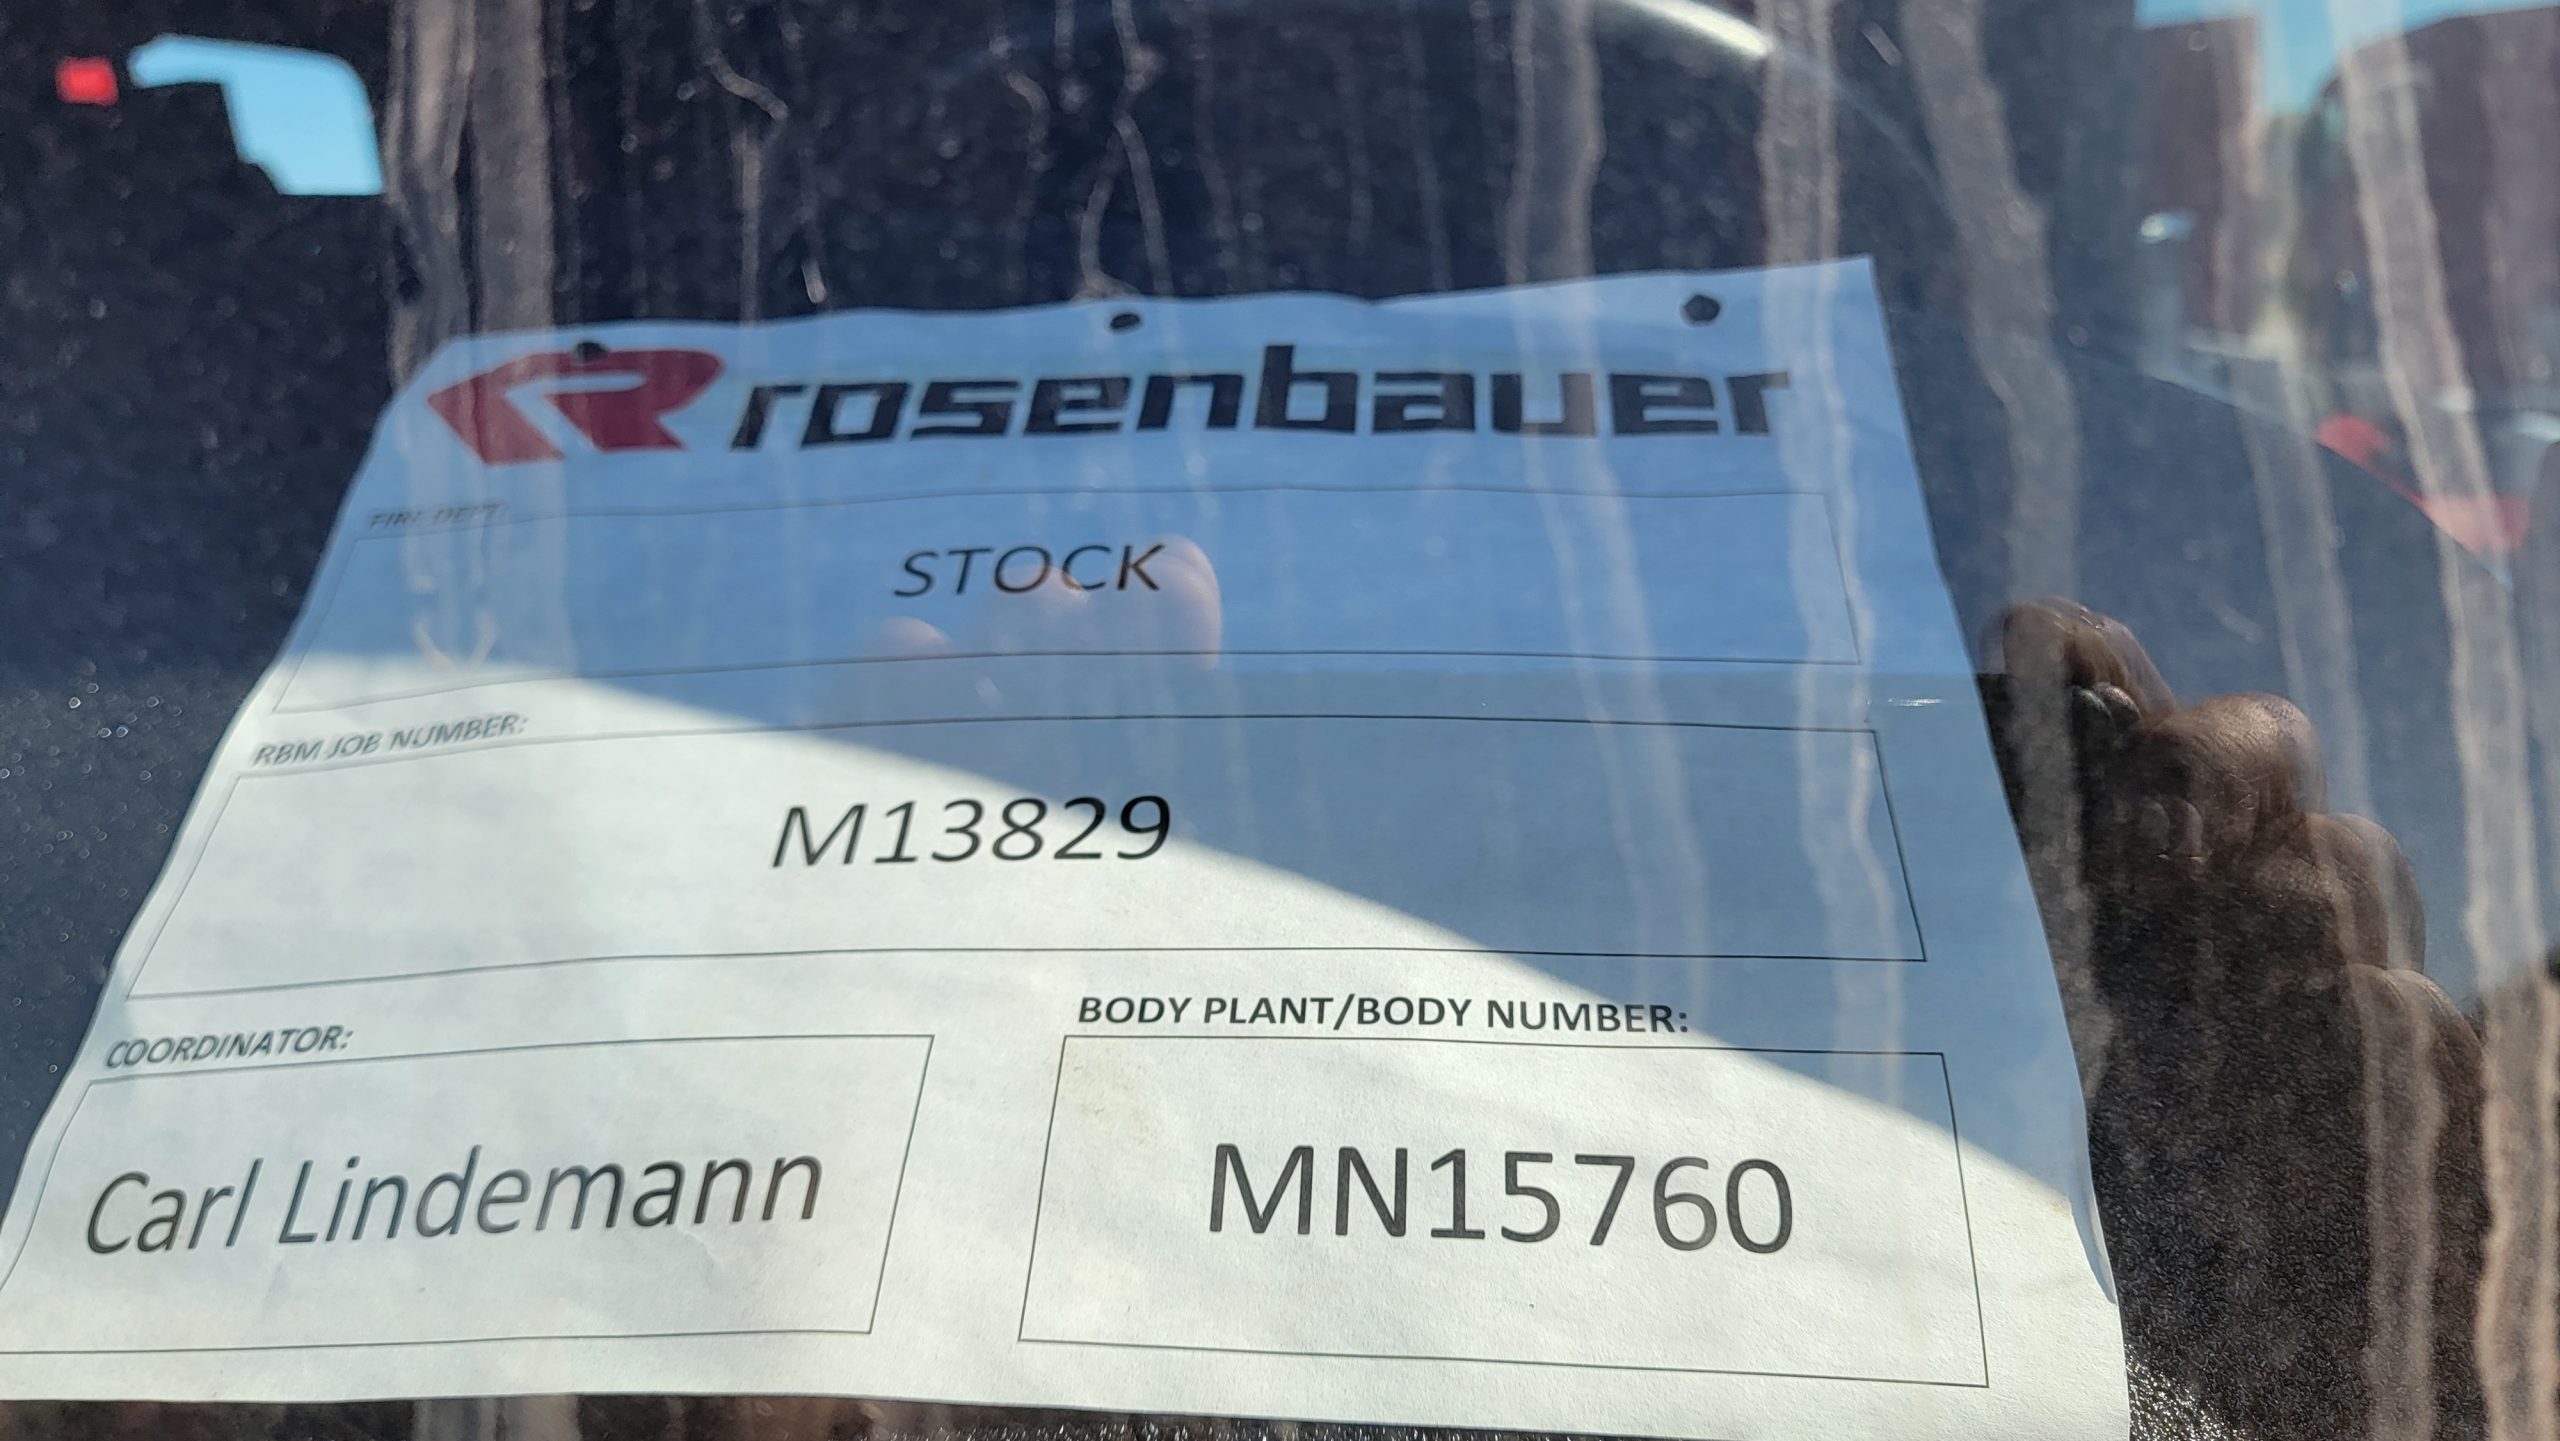 rosenbauer
FIRE DEPT:
STOCK
RBM JOB NUMBER:
M13829
COORDINATOR:
Carl Lindemann
BODY PLANT/BODY NUMBER:
MN15760